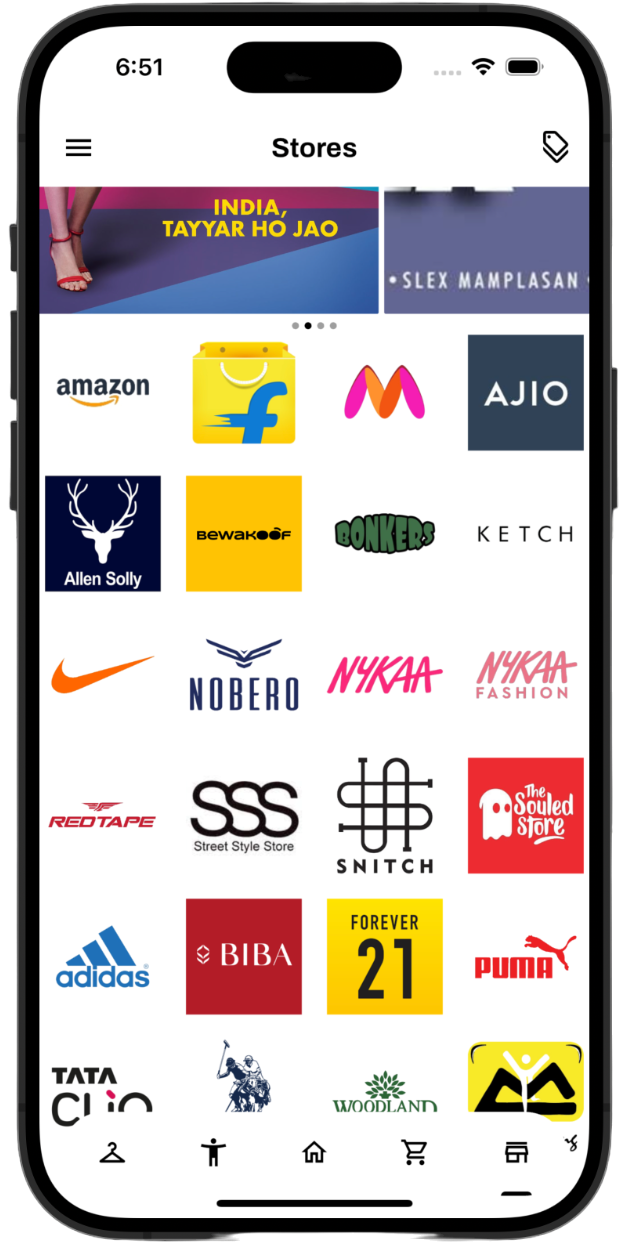 6:51
Stores
INDIA,
TAYYAR HO JAO
• SLEX MAMPLASAN •
amazon
f
AJIO
Allen Solly
BEWAKOOF
BONKERS
KETCH
NOBERO
NYKAA
NYKAA
FASHION
REDTAPE
SSS
Street Style Store
SNITCH
The
Souled
Store
adidas®
BIBA
FOREVER
21
PUMA
TATA
CLiQ
WOODLAND